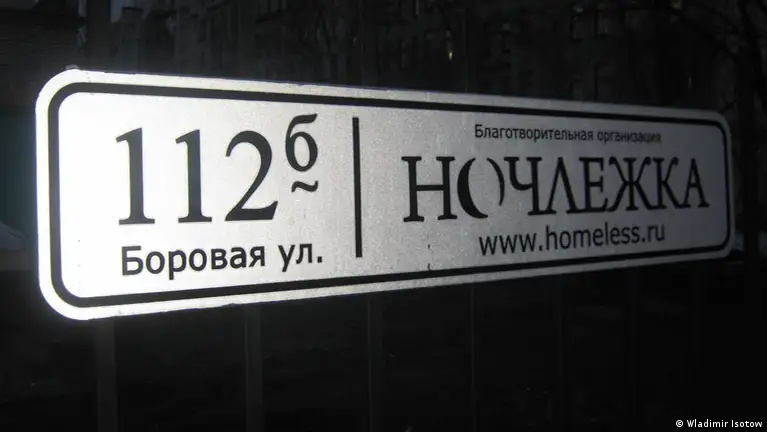 112б
Боровая ул.
Благотворительная организация
НОЧЛЕЖКА
www.homeless.ru
© Wladimir Isotow